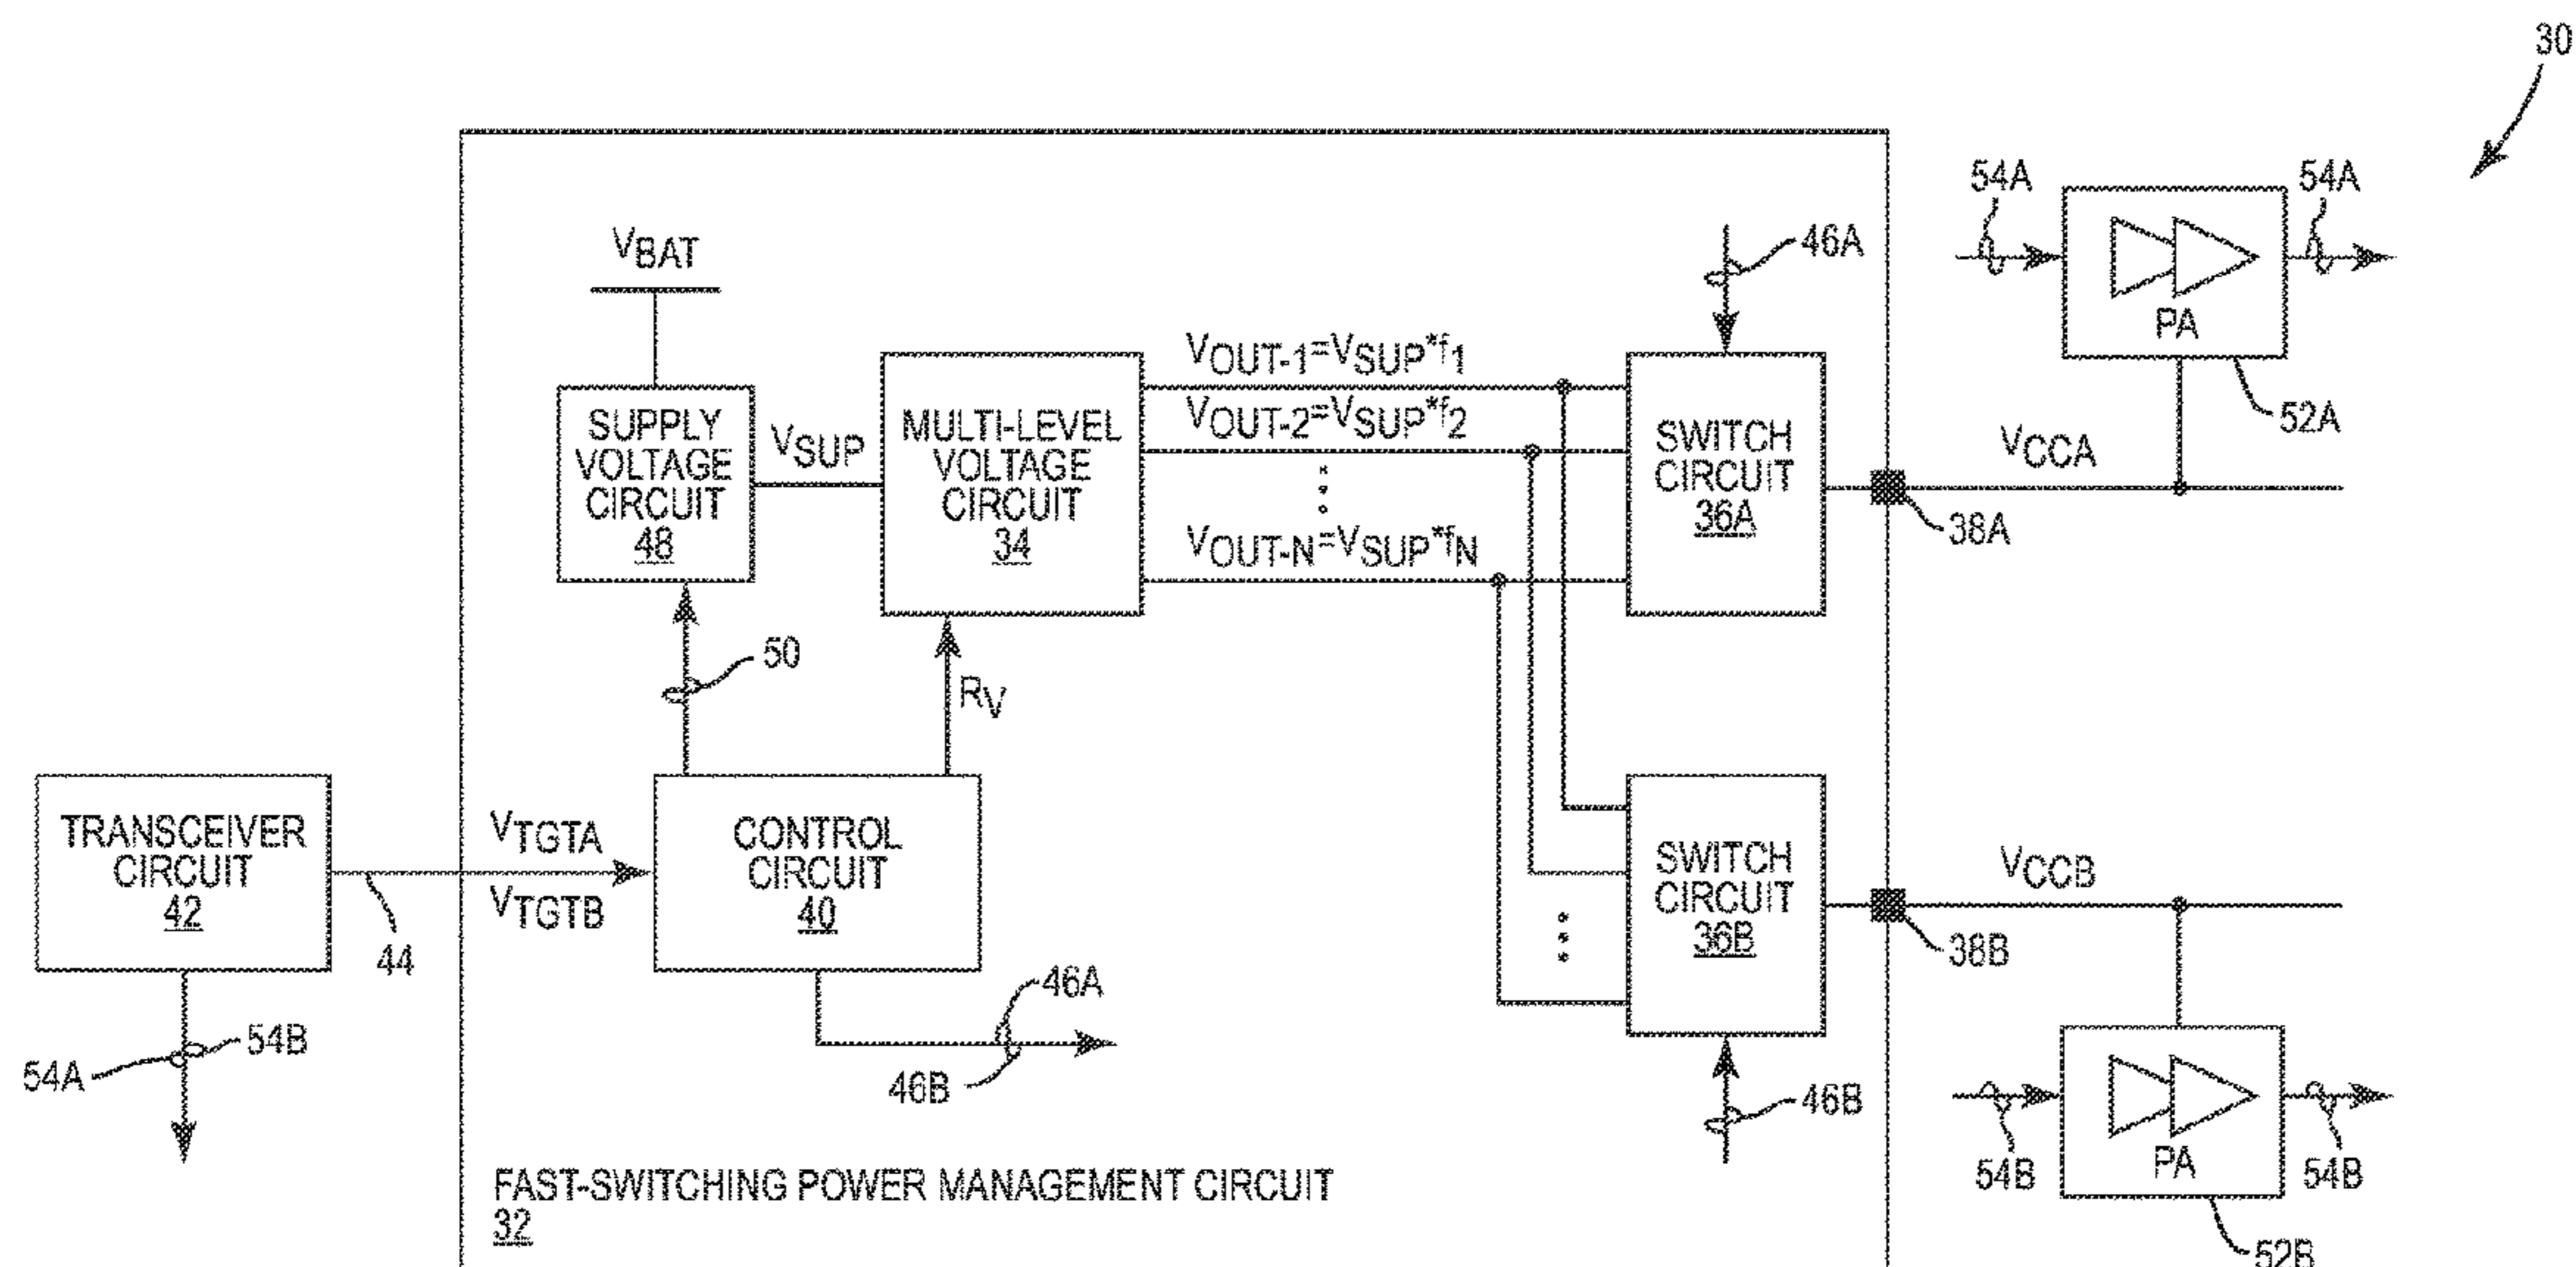 30
54A
54A
PA
52A
VBAT
46A
SUPPLY
VOLTAGE
CIRCUIT
48
VSUP
MULTI-LEVEL
VOLTAGE
CIRCUIT
34
VOUT-1=VSUP*f1
VOUT-2=VSUP*f2
VOUT-N=VSUP*fN
SWITCH
CIRCUIT
36A
VCCA
38A
50
RV
TRANSCEIVER
CIRCUIT
42
44
VTGTA
VTGTB
CONTROL
CIRCUIT
40
SWITCH
CIRCUIT
36B
VCCB
38B
54A
54B
46A
46B
46B
54B
54B
PA
52B
FAST-SWITCHING POWER MANAGEMENT CIRCUIT
32